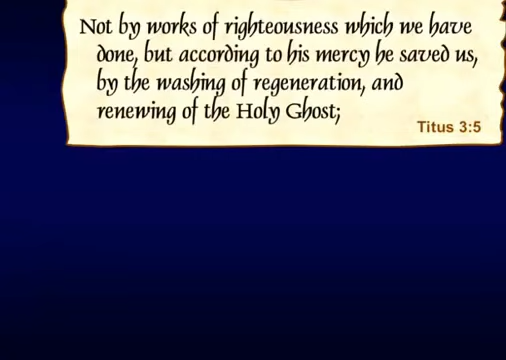 Not by works of righteousness which we have
done, but according to his mercy he saved us,
by the washing of regeneration, and
renewing of the Holy Ghost;
Titus 3:5